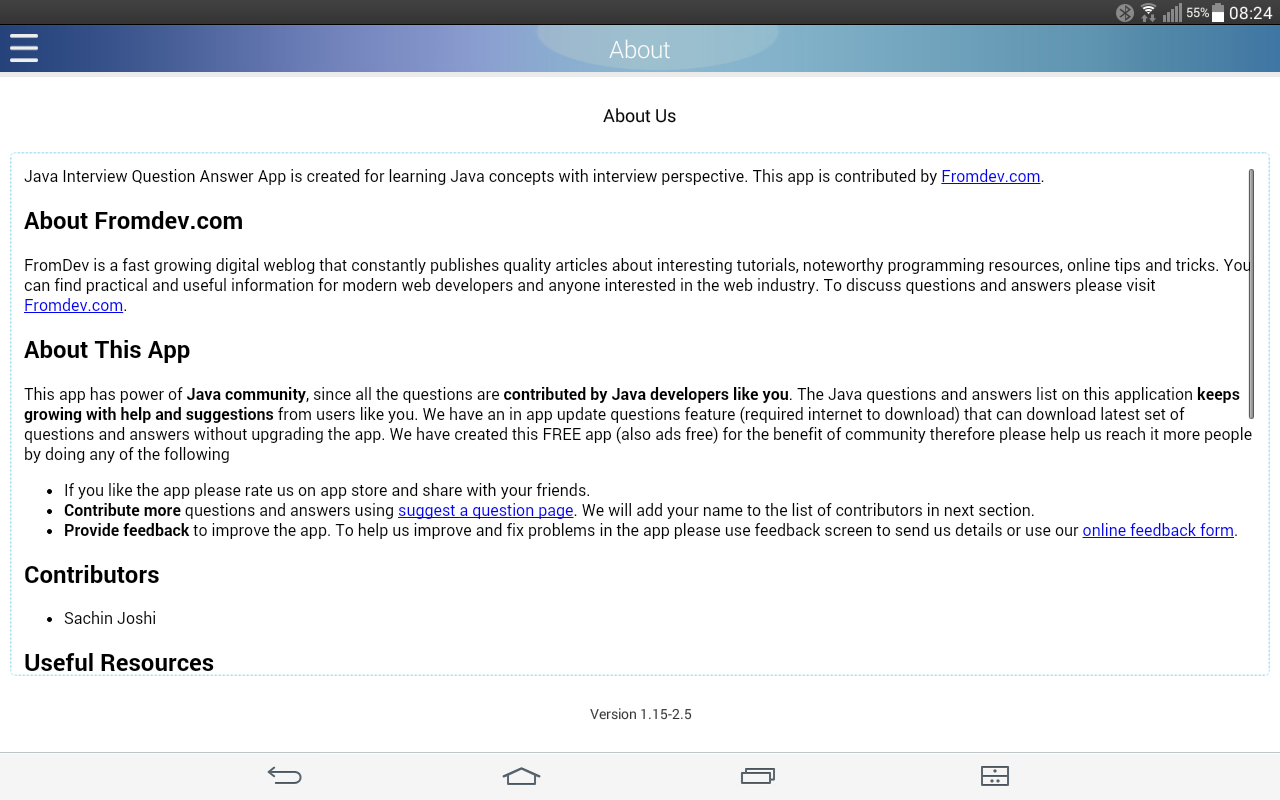 55% 08:24
About
About Us
Java Interview Question Answer App is created for learning Java concepts with interview perspective. This app is contributed by Fromdev.com.
About Fromdev.com
FromDev is a fast growing digital weblog that constantly publishes quality articles about interesting tutorials, noteworthy programming resources, online tips and tricks. You
can find practical and useful information for modern web developers and anyone interested in the web industry. To discuss questions and answers please visit
Fromdev.com.
About This App
This app has power of Java community, since all the questions are contributed by Java developers like you. The Java questions and answers list on this application keeps
growing with help and suggestions from users like you. We have an in app update questions feature (required internet to download) that can download latest set of
questions and answers without upgrading the app. We have created this FREE app (also ads free) for the benefit of community therefore please help us reach it more people
by doing any of the following
• If you like the app please rate us on app store and share with your friends.
• Contribute more questions and answers using suggest a question page. We will add your name to the list of contributors in next section.
• Provide feedback to improve the app. To help us improve and fix problems in the app please use feedback screen to send us details or use our online feedback form.
Contributors
• Sachin Joshi
Useful Resources
Version 1.15-2.5